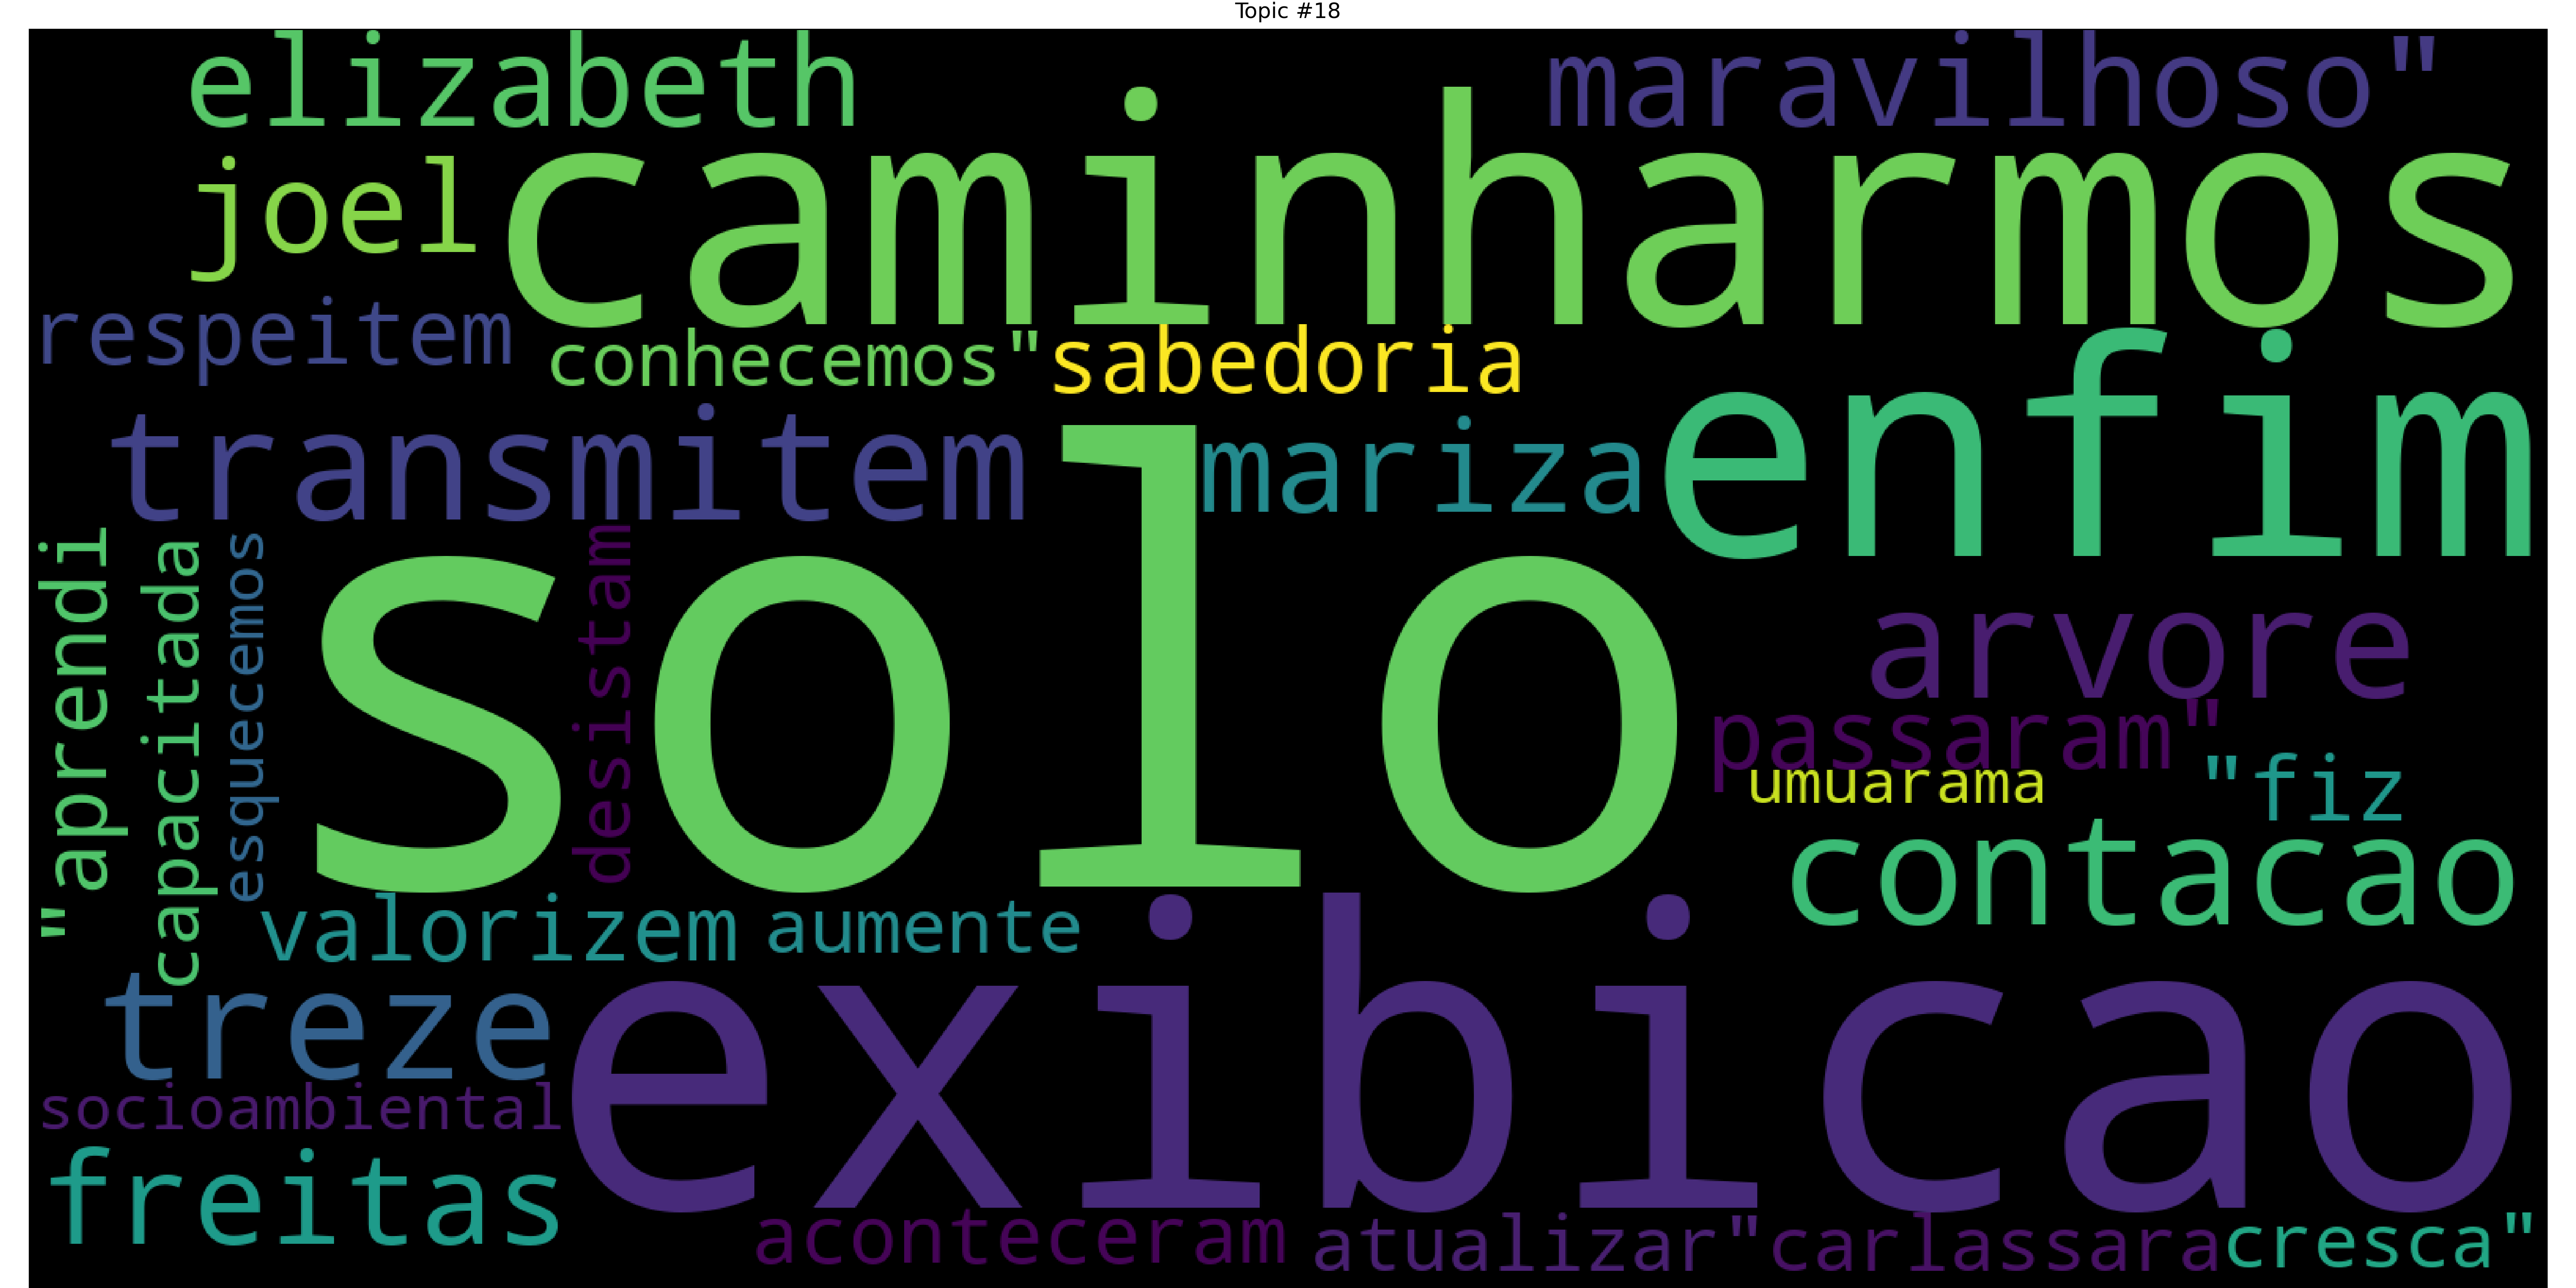 Topic #18
elizabeth
maravilhoso"
joel
caminharmos
respeitem
conhecemos"
sabedoria
transmitem
mariza
enfim
"aprendi
capacitada
esquecemos
desistam
solo
arvore
passaram"
umuarama
"fiz
contacao
valorizem
aumente
treze
exibicao
socioambiental
freitas
aconteceram
atualizar"
carlassara
cresca"